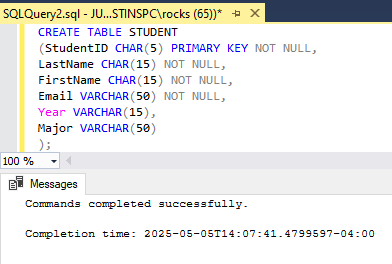 SQLQuery2.sql - JU...STINSPC\rocks (65))*
CREATE TABLE STUDENT
(StudentID CHAR(5) PRIMARY KEY NOT NULL,
LastName CHAR(15) NOT NULL,
FirstName CHAR(15) NOT NULL,
Email VARCHAR(50) NOT NULL,
Year VARCHAR(15),
Major VARCHAR(50)
);
100 %
Messages
Commands completed successfully.
Completion time: 2025-05-05T14:07:41.4799597-04:00